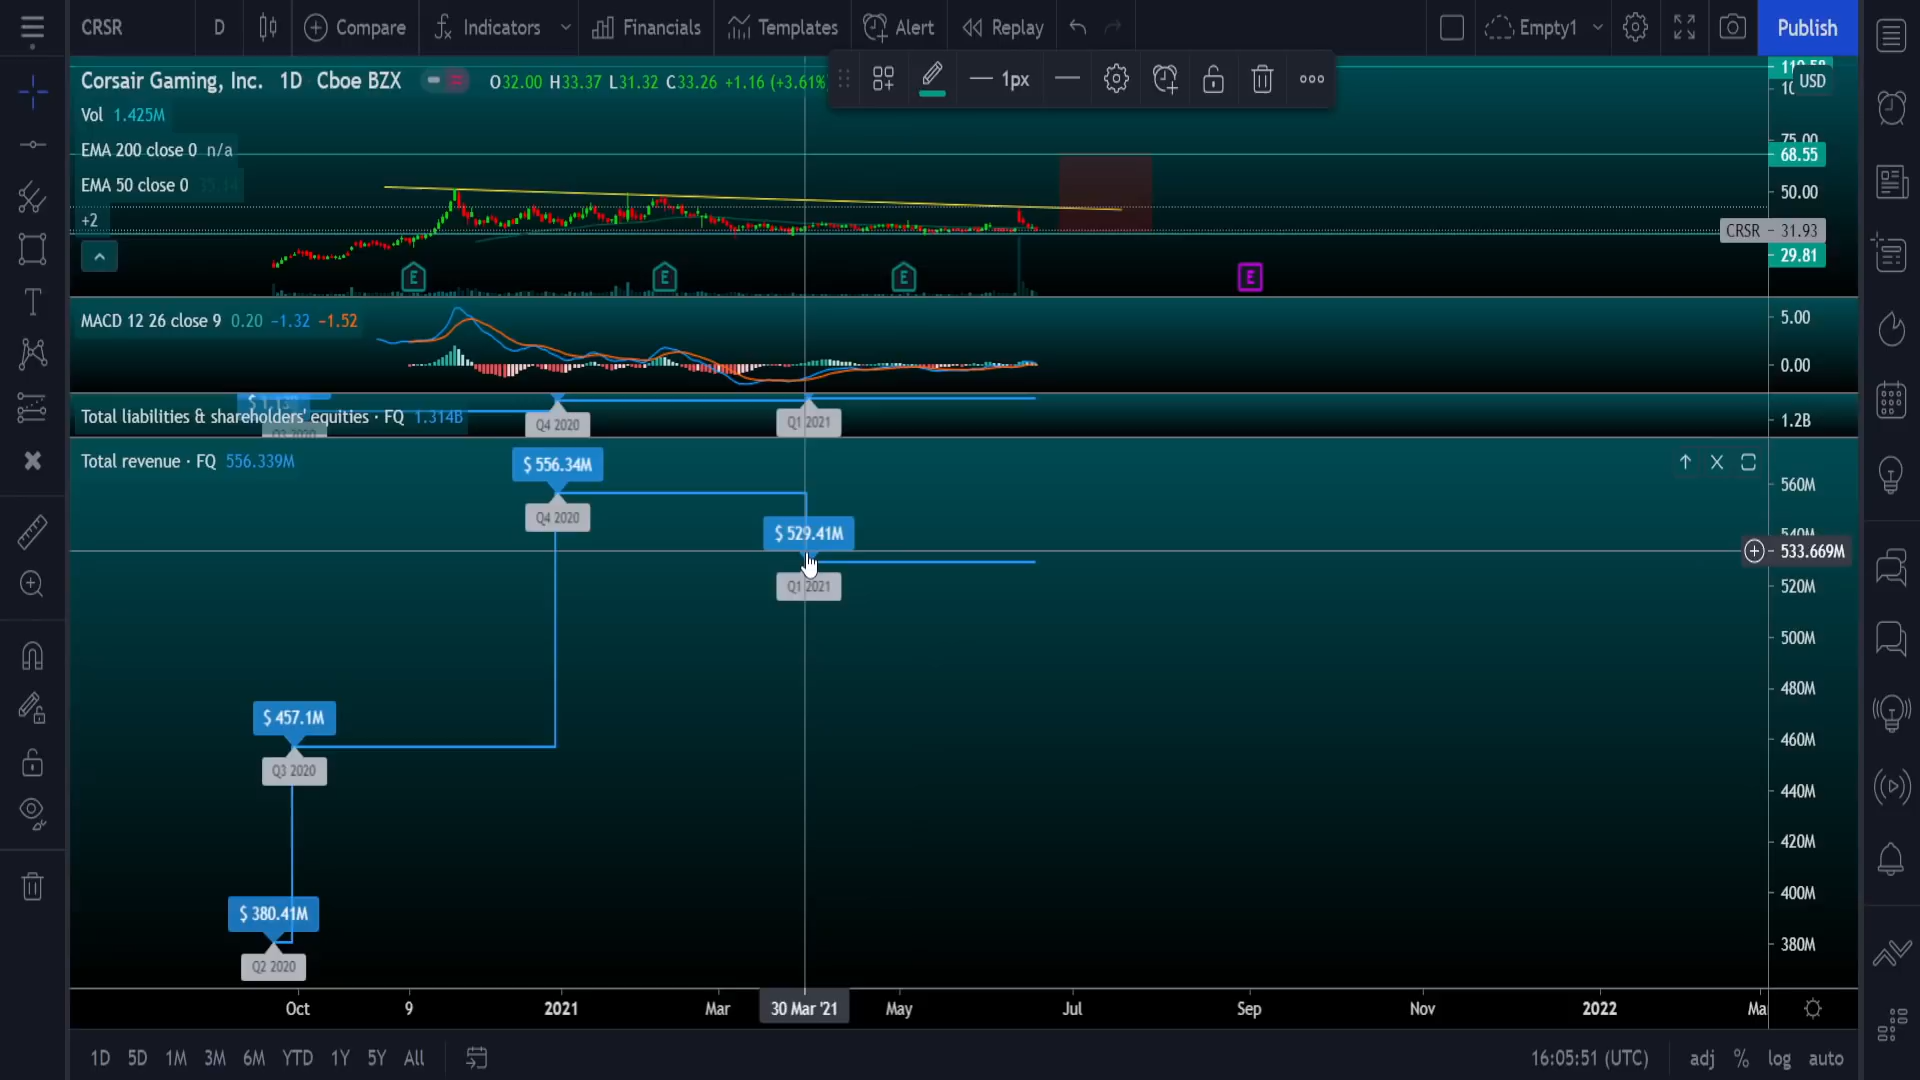 CRSR D Compare Indicators Financials Templates Alert Replay Empty1 Publish
Corsair Gaming, Inc. 1D Cboe BZX O32.00 H33.37 L31.32 C33.26 +1.16 (+3.61%
1px
USD
Vol 1.425M
EMA 200 close 0 n/a
75.00
68.55
EMA 50 close 0
50.00
+2
CRSR - 31.93
29.81
E E E E
MACD 12 26 close 9 0.20 −1.32 −1.52
5.00
0.00
Total liabilities & shareholders' equities · FQ 1.314B
Q4 2020
Q1 2021
1.2B
Total revenue · FQ 556.339M
$ 556.34M
560M
Q4 2020
$ 529.41M
540M
533.669M
Q1 2021
520M
500M
480M
$ 457.1M
460M
Q3 2020
440M
420M
400M
$ 380.41M
380M
Q2 2020
Oct 9 2021 Mar 30 Mar '21 May Jul Sep Nov 2022 Ma
1D 5D 1M 3M 6M YTD 1Y 5Y All 16:05:51 (UTC) adj % log auto